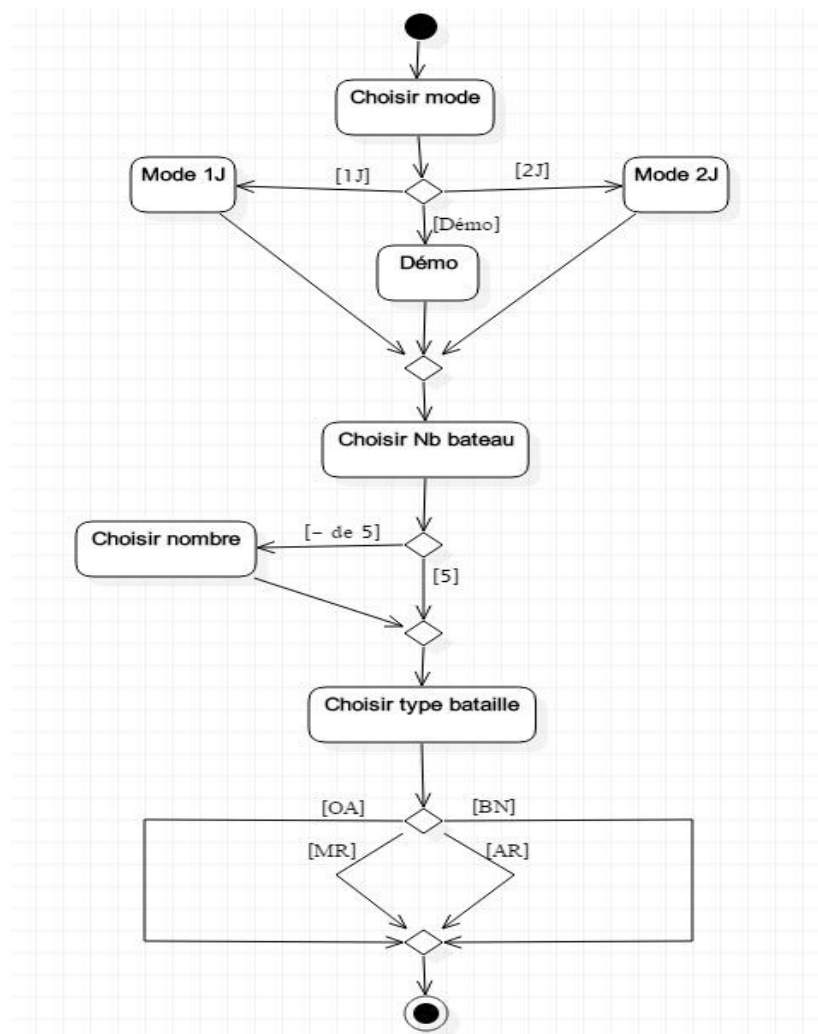 Choisir mode
Mode 1J
[1J]
[2J]
Mode 2J
[Démo]
Démo
Choisir Nb bateau
Choisir nombre
[- de 5]
[5]
Choisir type bataille
[OA]
[BN]
[MR]
[AR]